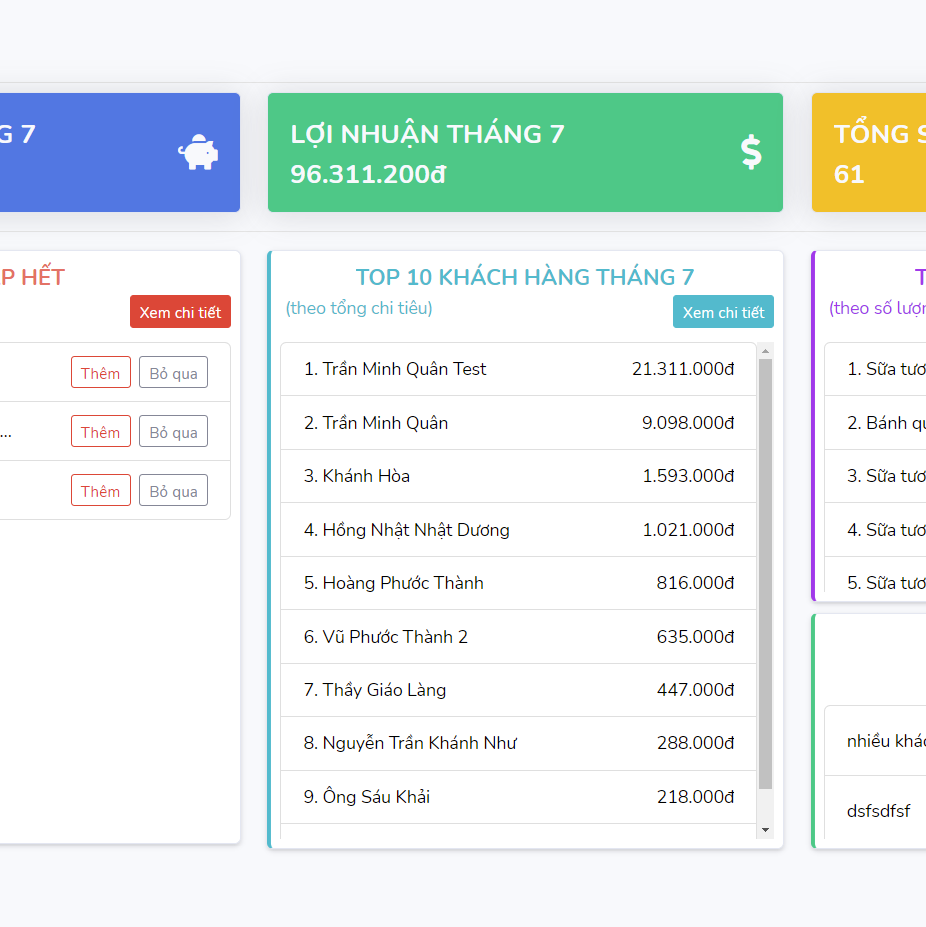 G 7
LỢI NHUẬN THÁNG 7
96.311.200đ
TỔNG S
61
P HẾT
Xem chi tiết
Thêm Bỏ qua
... Thêm Bỏ qua
Thêm Bỏ qua
TOP 10 KHÁCH HÀNG THÁNG 7
(theo tổng chi tiêu) Xem chi tiết
1. Trần Minh Quân Test 21.311.000đ
2. Trần Minh Quân 9.098.000đ
3. Khánh Hòa 1.593.000đ
4. Hồng Nhật Nhật Dương 1.021.000đ
5. Hoàng Phước Thành 816.000đ
6. Vũ Phước Thành 2 635.000đ
7. Thầy Giáo Làng 447.000đ
8. Nguyễn Trần Khánh Như 288.000đ
9. Ông Sáu Khải 218.000đ
T
(theo số lượn
1. Sữa tươ
2. Bánh qu
3. Sữa tươ
4. Sữa tươ
5. Sữa tươ
nhiều khác
dsfsdfsf